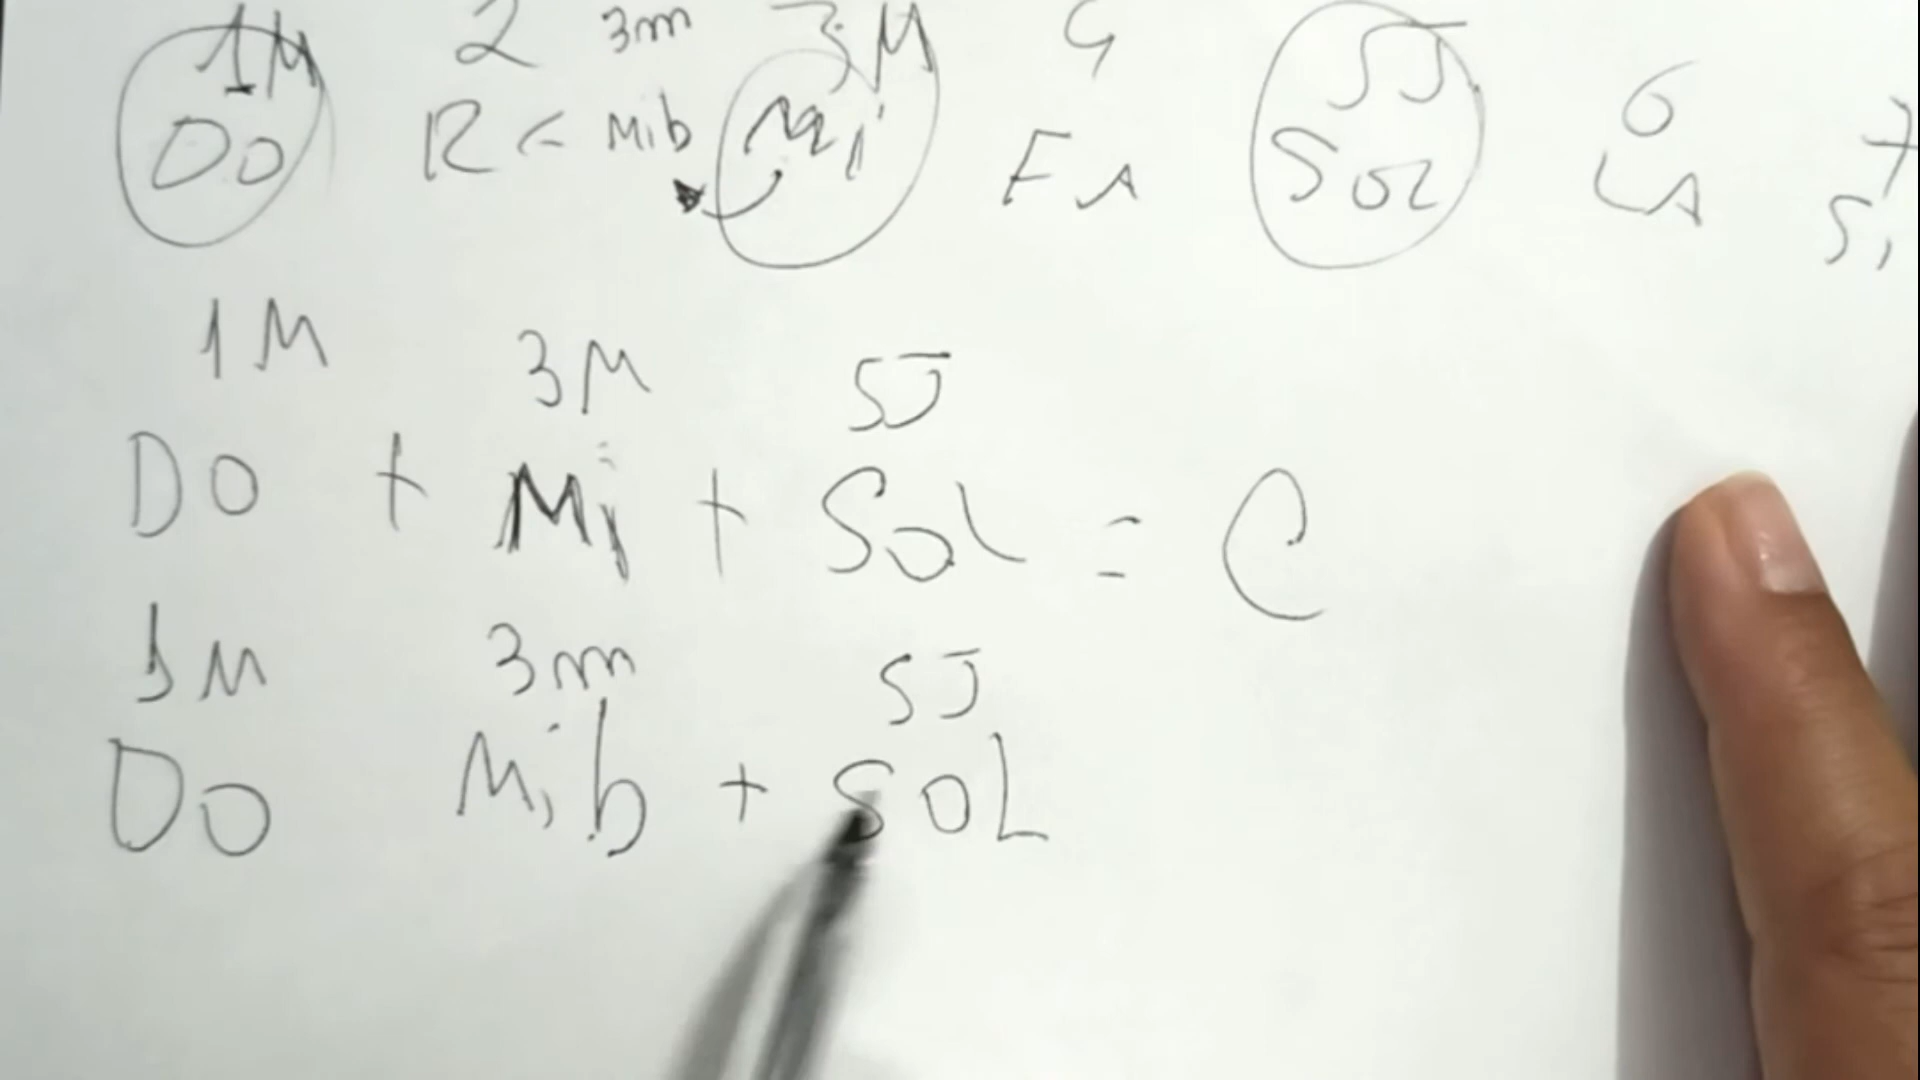 1M 2 3m 3M 4 5J 6 7
Do Re Mib Mi FA SOL LA Si
1M 3M 5J
DO + Mi + SOL = C
1M 3m 5J
Do Mib + SOL